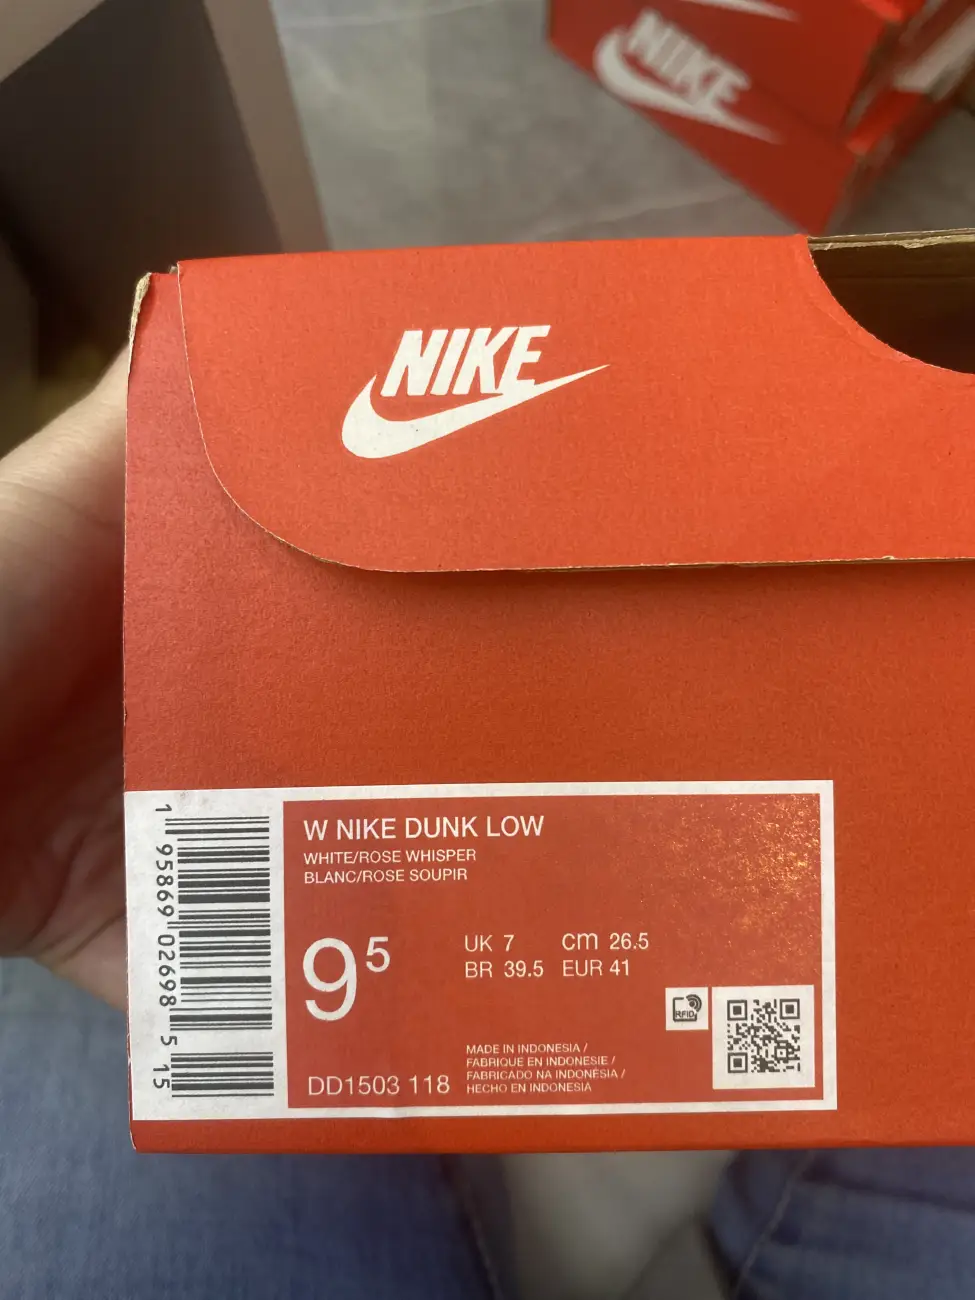 NIKE
NIKE
W NIKE DUNK LOW
WHITE/ROSE WHISPER
BLANC/ROSE SOUPIR
9 5
UK 7 cm 26.5
BR 39.5 EUR 41
RFID
MADE IN INDONESIA /
FABRIQUE EN INDONESIE /
FABRICADO NA INDONÉSIA /
HECHO EN INDONESIA
DD1503 118
1 95869 02698 5 15